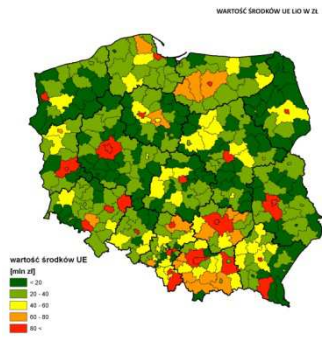 WARTOŚĆ ŚRODKÓW UE LiO W ZŁ
wartość środków UE
[mln zł]
< 20
20 - 40
40 - 60
60 - 80
80 <